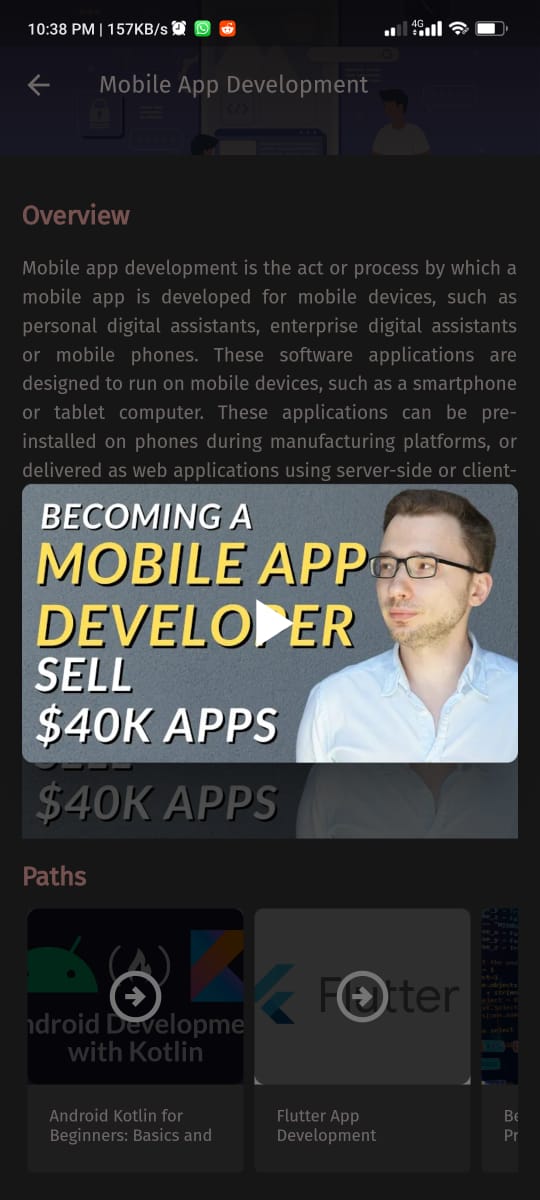 10:38 PM | 157KB/s
4G
Mobile App Development
Overview
Mobile app development is the act or process by which a
mobile app is developed for mobile devices, such as
personal digital assistants, enterprise digital assistants
or mobile phones. These software applications are
designed to run on mobile devices, such as a smartphone
or tablet computer. These applications can be pre-
installed on phones during manufacturing platforms, or
delivered as web applications using server-side or client-
BECOMING A
MOBILE APP
DEVELOPER
SELL
$40K APPS
SELL
$40K APPS
Paths
ndroid Developme
with Kotlin
Flutter
Android Kotlin for
Beginners: Basics and
Flutter App
Development
Be
Pr